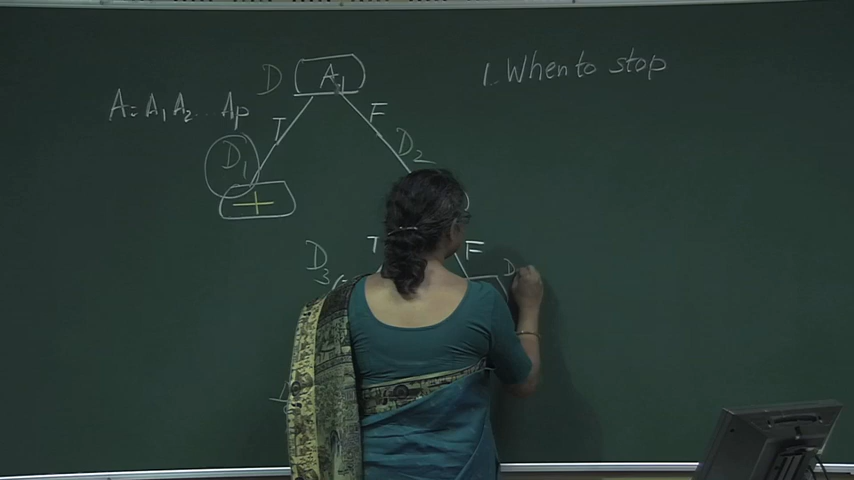 D A1
1. When to stop
A = A1 A2 ... Ap
T F
D1 D2
+
T F
D3
D